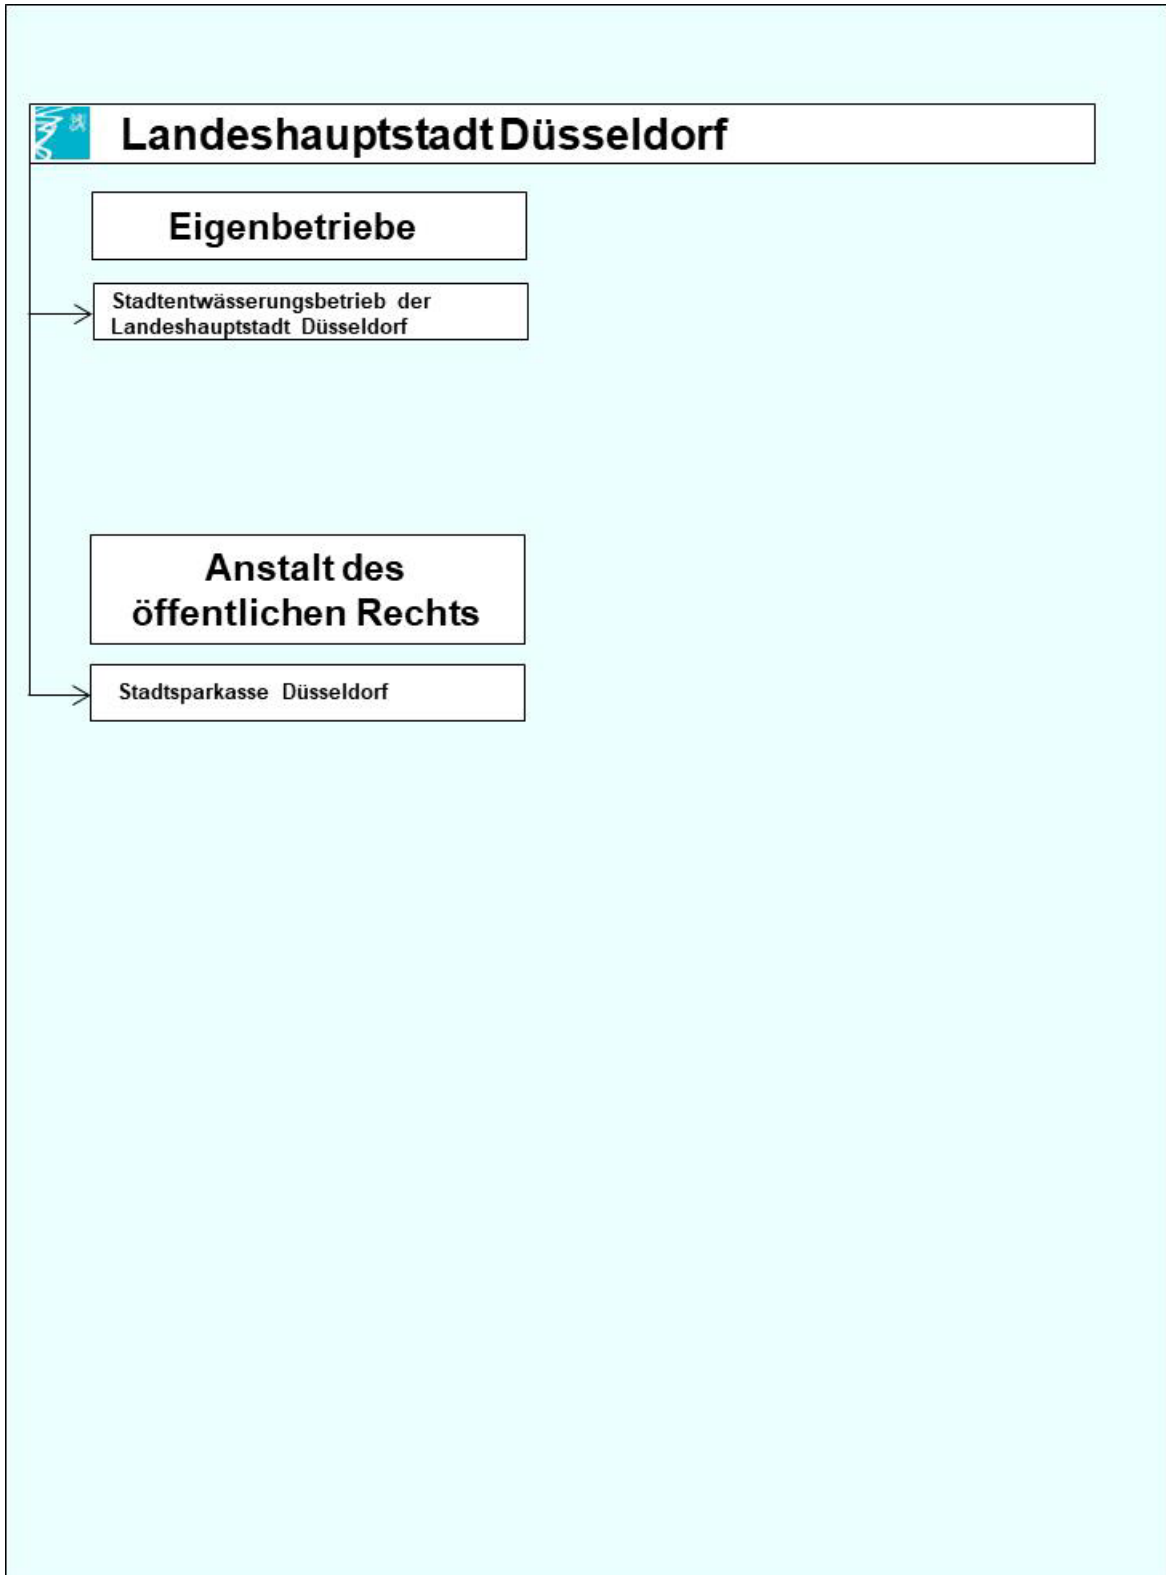 Landeshauptstadt Düsseldorf
Eigenbetriebe
Stadtentwässerungsbetrieb der
Landeshauptstadt Düsseldorf
Anstalt des
öffentlichen Rechts
Stadtsparkasse Düsseldorf